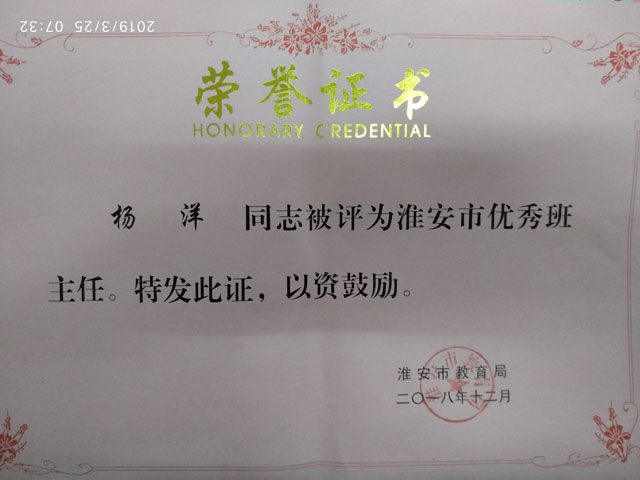 2019/3/25 07:32
荣誉证书
HONORARY CREDENTIAL
杨 洋 同志被评为淮安市优秀班
主任。特发此证，以资鼓励。
淮安市教育局
二〇一八年十二月